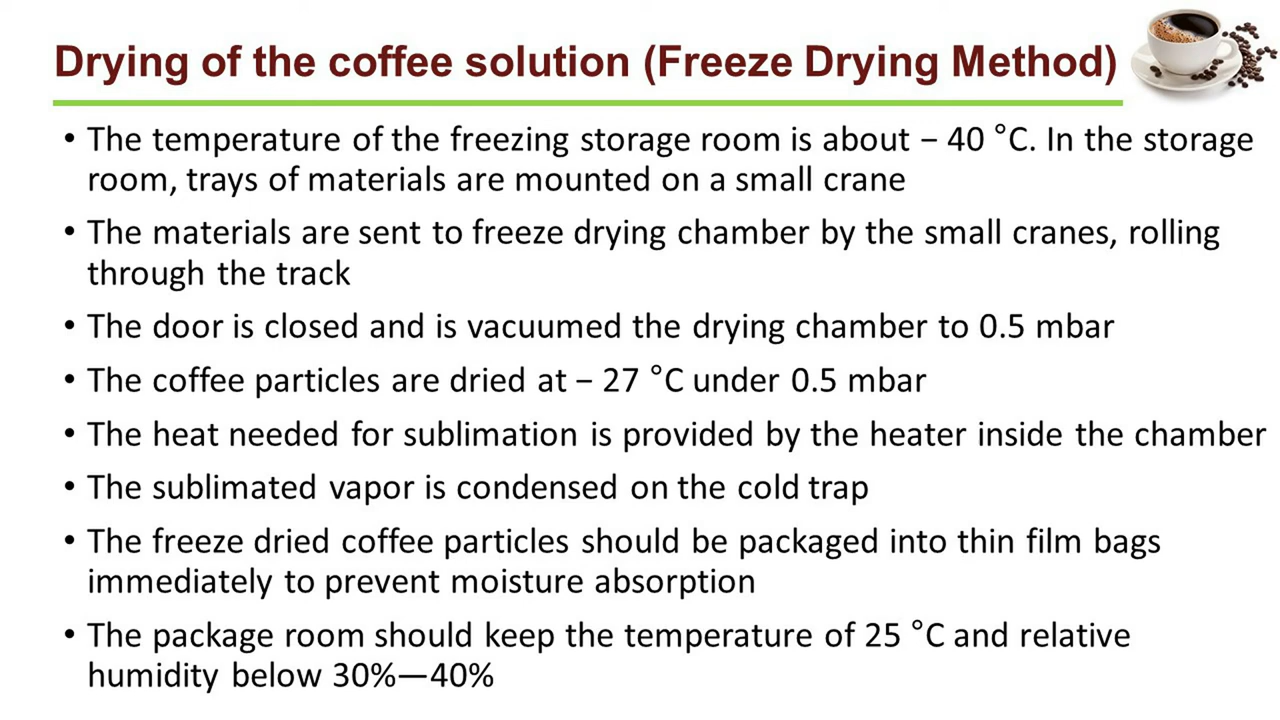 Drying of the coffee solution (Freeze Drying Method)
• The temperature of the freezing storage room is about − 40 °C. In the storage
room, trays of materials are mounted on a small crane
• The materials are sent to freeze drying chamber by the small cranes, rolling
through the track
• The door is closed and is vacuumed the drying chamber to 0.5 mbar
• The coffee particles are dried at − 27 °C under 0.5 mbar
• The heat needed for sublimation is provided by the heater inside the chamber
• The sublimated vapor is condensed on the cold trap
• The freeze dried coffee particles should be packaged into thin film bags
immediately to prevent moisture absorption
• The package room should keep the temperature of 25 °C and relative
humidity below 30%—40%